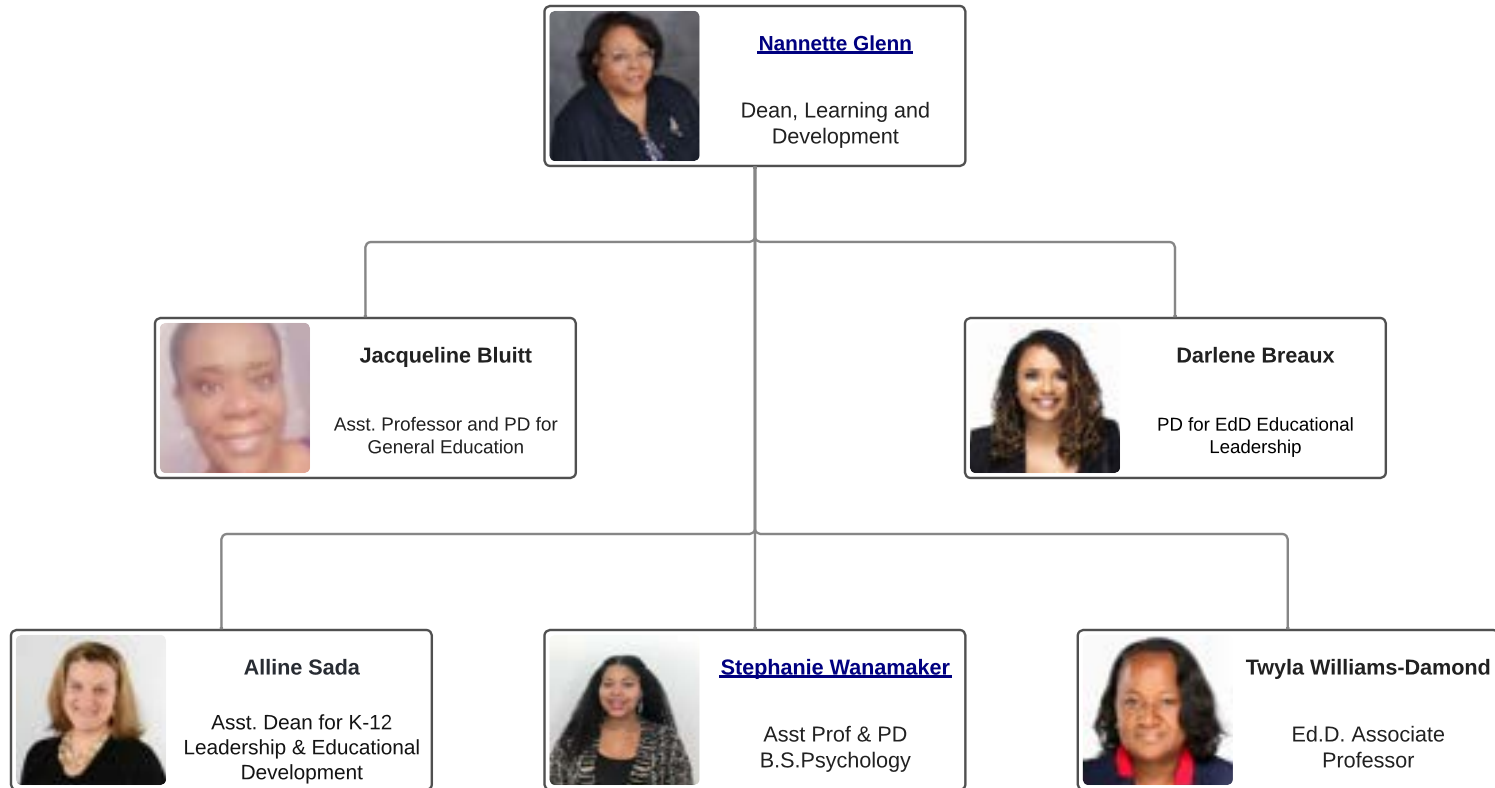 Nannette Glenn
Dean, Learning and
Development
Jacqueline Bluitt
Asst. Professor and PD for
General Education
Darlene Breaux
PD for EdD Educational
Leadership
Alline Sada
Asst. Dean for K-12
Leadership & Educational
Development
Stephanie Wanamaker
Asst Prof & PD
B.S.Psychology
Twyla Williams-Damond
Ed.D. Associate
Professor